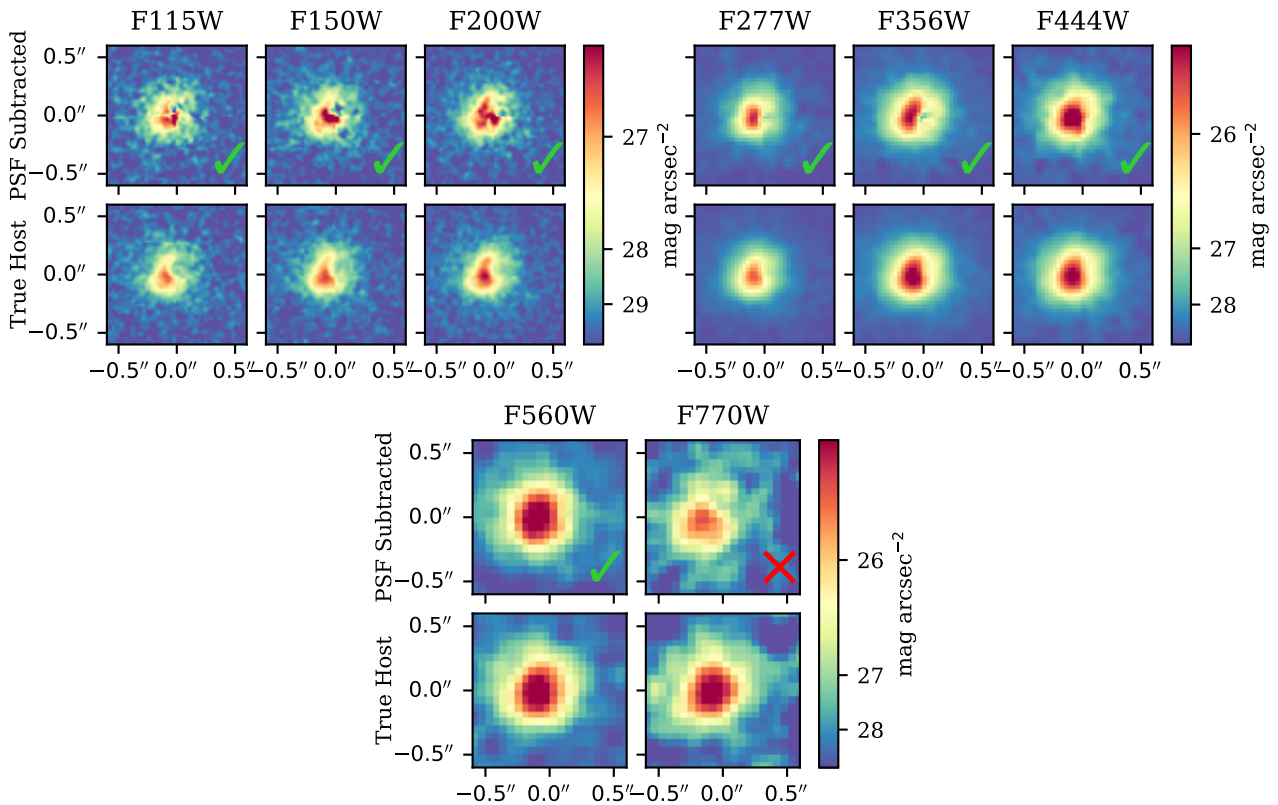 F115W F150W F200W F277W F356W F444W
PSF Subtracted
0.5″
0.0″
−0.5″
True Host
0.5″
0.0″
−0.5″
−0.5″ 0.0″ 0.5″
−0.5″ 0.0″ 0.5″
−0.5″ 0.0″ 0.5″
27
28
29
mag arcsec⁻²
−0.5″ 0.0″ 0.5″
−0.5″ 0.0″ 0.5″
−0.5″ 0.0″ 0.5″
26
27
28
mag arcsec⁻²
F560W F770W
PSF Subtracted
0.5″
0.0″
−0.5″
True Host
0.5″
0.0″
−0.5″
−0.5″ 0.0″ 0.5″
−0.5″ 0.0″ 0.5″
26
27
28
mag arcsec⁻²